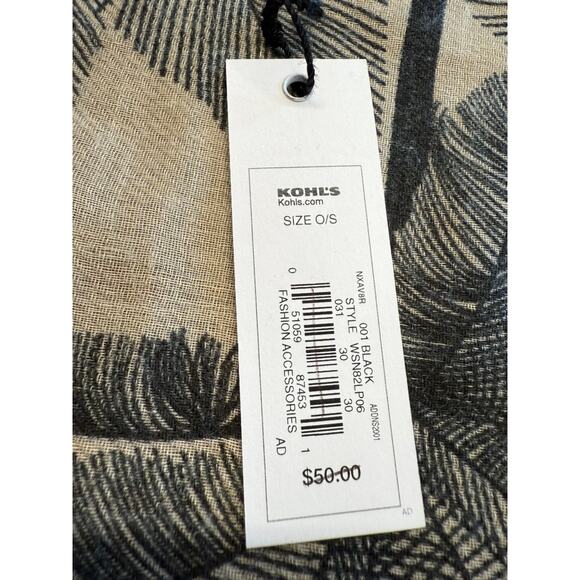 KOHL'S
Kohls.com
SIZE O/S
NXAV8R 001 BLACK ADDNS2001
STYLE WSN82LP06
031 30 30
0 51059 87453 1
FASHION ACCESSORIES AD
$50.00
AD